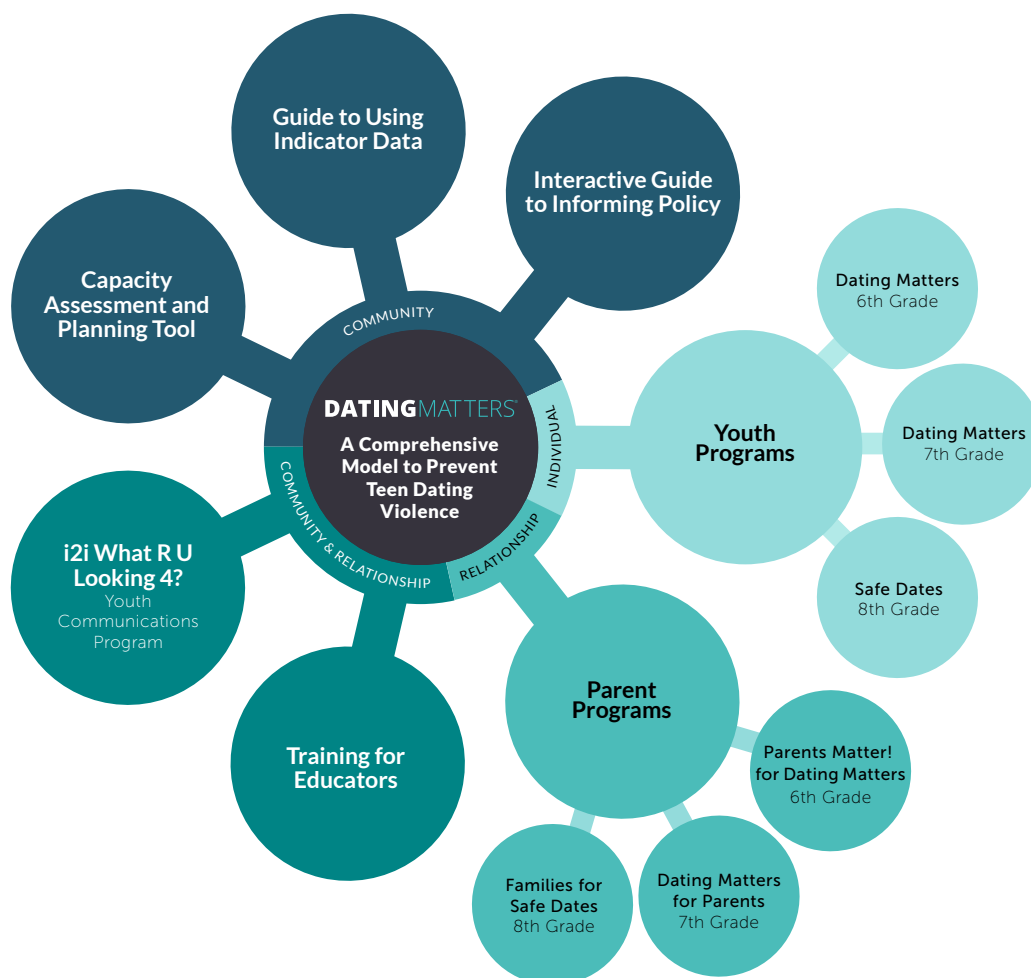 Guide to Using
Indicator Data
Interactive Guide
to Informing Policy
Capacity
Assessment and
Planning Tool
COMMUNITY
DATINGMATTERS®
A Comprehensive
Model to Prevent
Teen Dating
Violence
INDIVIDUAL
RELATIONSHIP
COMMUNITY & RELATIONSHIP
Youth
Programs
Dating Matters
6th Grade
Dating Matters
7th Grade
Safe Dates
8th Grade
i2i What R U
Looking 4?
Youth
Communications
Program
Training for
Educators
Parent
Programs
Parents Matter!
for Dating Matters
6th Grade
Dating Matters
for Parents
7th Grade
Families for
Safe Dates
8th Grade